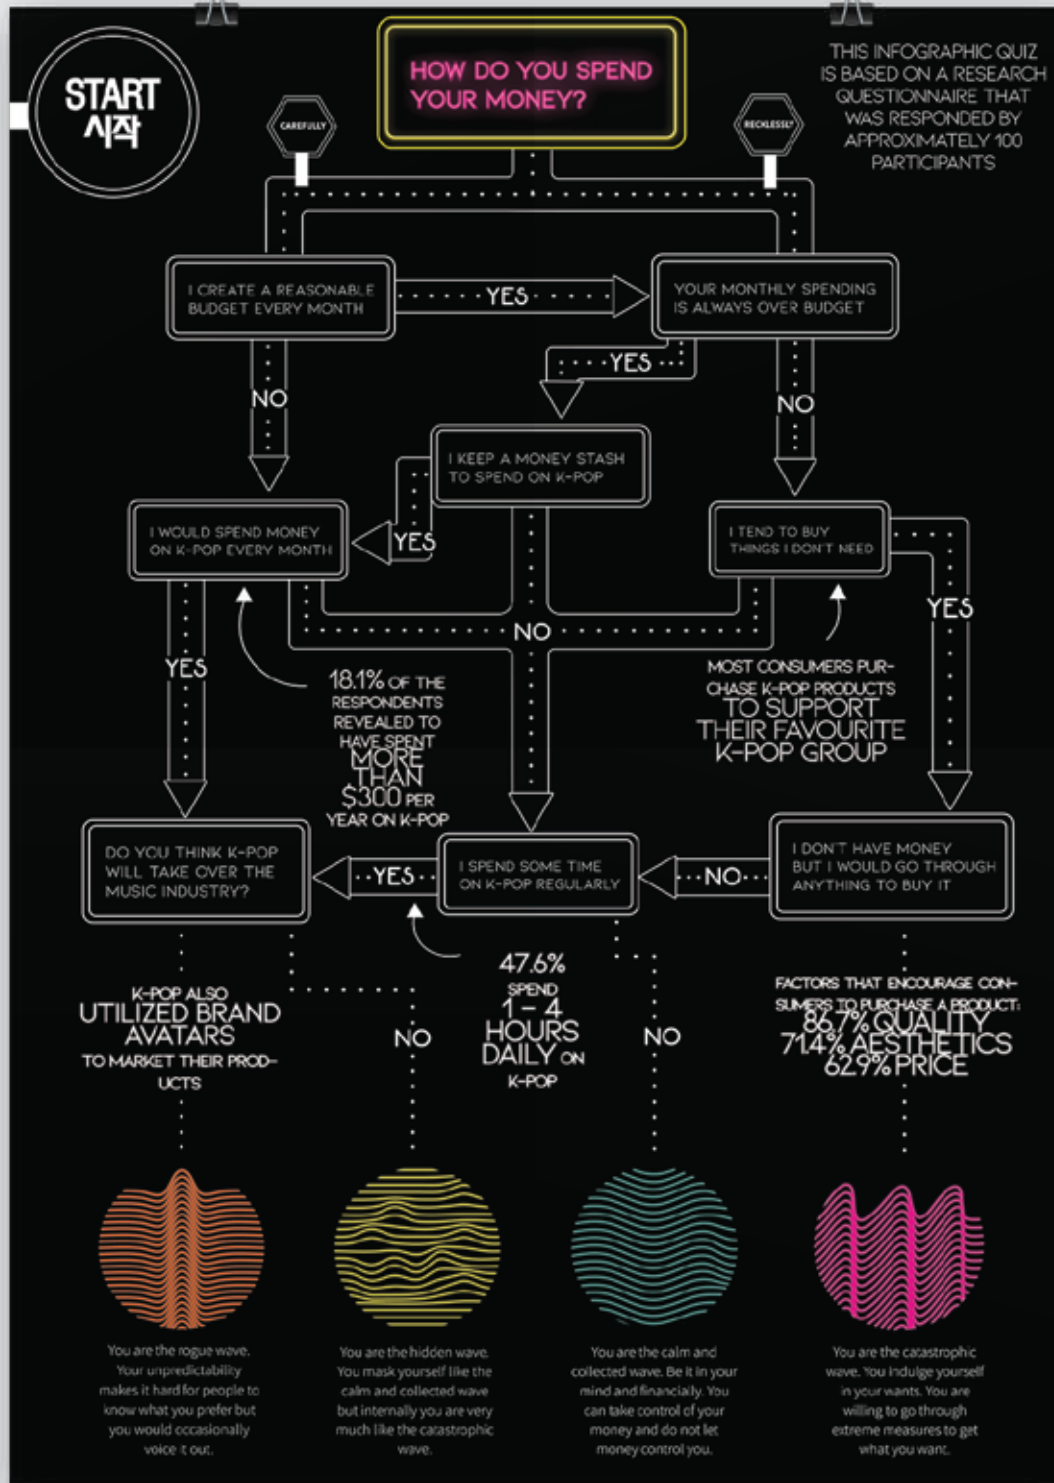 START
시작
HOW DO YOU SPEND
YOUR MONEY?
THIS INFOGRAPHIC QUIZ
IS BASED ON A RESEARCH
QUESTIONNAIRE THAT
WAS RESPONDED BY
APPROXIMATELY 100
PARTICIPANTS
CAREFULLY
RECKLESSLY
I CREATE A REASONABLE
BUDGET EVERY MONTH
YES
YOUR MONTHLY SPENDING
IS ALWAYS OVER BUDGET
YES
NO
NO
I KEEP A MONEY STASH
TO SPEND ON K-POP
I WOULD SPEND MONEY
ON K-POP EVERY MONTH
YES
I TEND TO BUY
THINGS I DON'T NEED
YES
NO
YES
18.1% OF THE
RESPONDENTS
REVEALED TO
HAVE SPENT
MORE
THAN
$300 PER
YEAR ON K-POP
MOST CONSUMERS PUR-
CHASE K-POP PRODUCTS
TO SUPPORT
THEIR FAVOURITE
K-POP GROUP
DO YOU THINK K-POP
WILL TAKE OVER THE
MUSIC INDUSTRY?
YES
I SPEND SOME TIME
ON K-POP REGULARLY
NO
I DON'T HAVE MONEY
BUT I WOULD GO THROUGH
ANYTHING TO BUY IT
K-POP ALSO
UTILIZED BRAND
AVATARS
TO MARKET THEIR PROD-
UCTS
NO
47.6%
SPEND
1 - 4
HOURS
DAILY ON
K-POP
NO
FACTORS THAT ENCOURAGE CON-
SUMERS TO PURCHASE A PRODUCT:
86.7% QUALITY
71.4% AESTHETICS
62.9% PRICE
You are the rogue wave.
Your unpredictability
makes it hard for people to
know what you prefer but
you would occasionally
voice it out.
You are the hidden wave.
You mask yourself like the
calm and collected wave
but internally you are very
much like the catastrophic
wave.
You are the calm and
collected wave. Be it in your
mind and financially. You
can take control of your
money and do not let
money control you.
You are the catastrophic
wave. You indulge yourself
in your wants. You are
willing to go through
extreme measures to get
what you want.